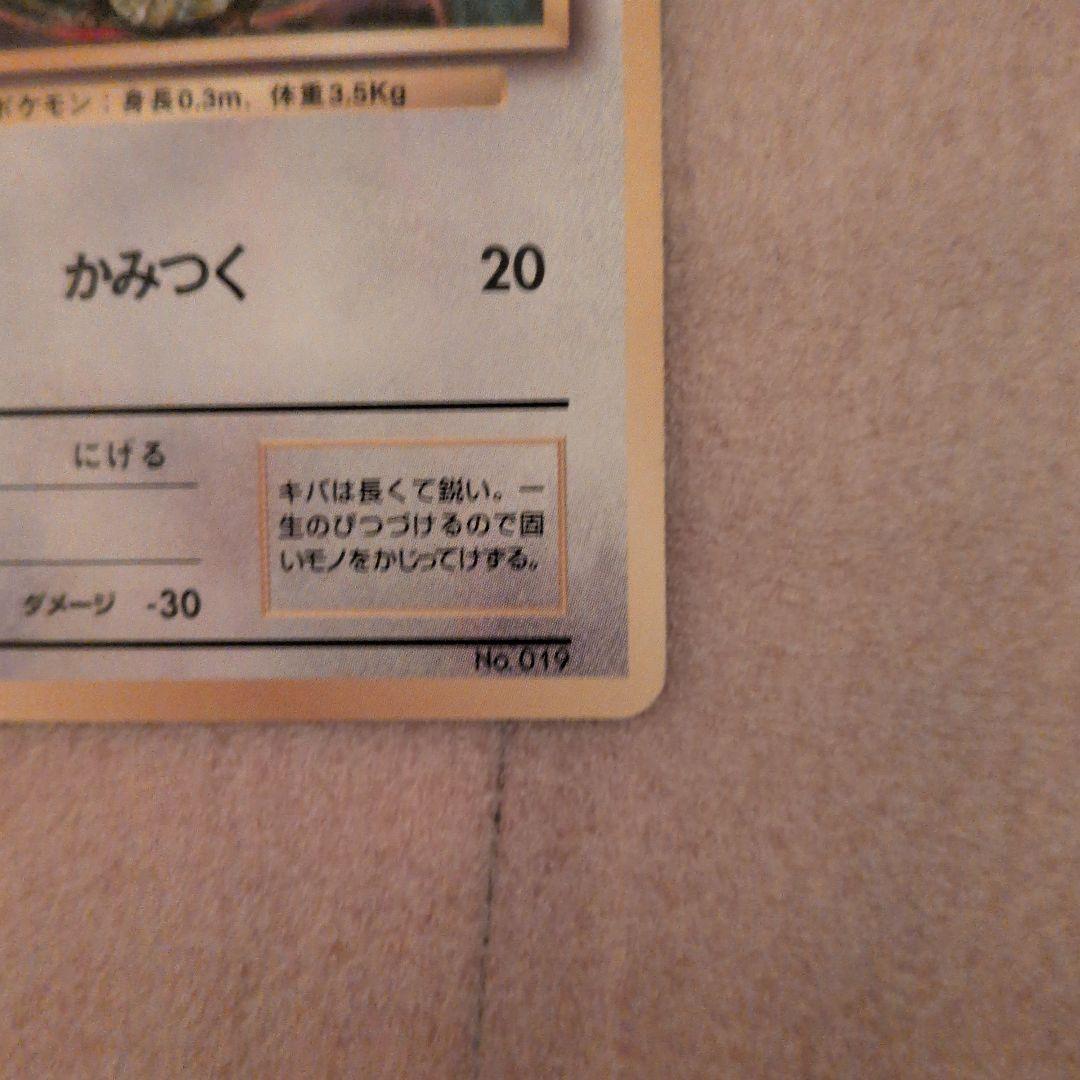 ポケモン：身長0.3m, 体重3.5Kg
かみつく 20
にげる
キバは長くて鋭い。一
生のびつづけるので固
いモノをかじってけずる。
ダメージ -30
No.019